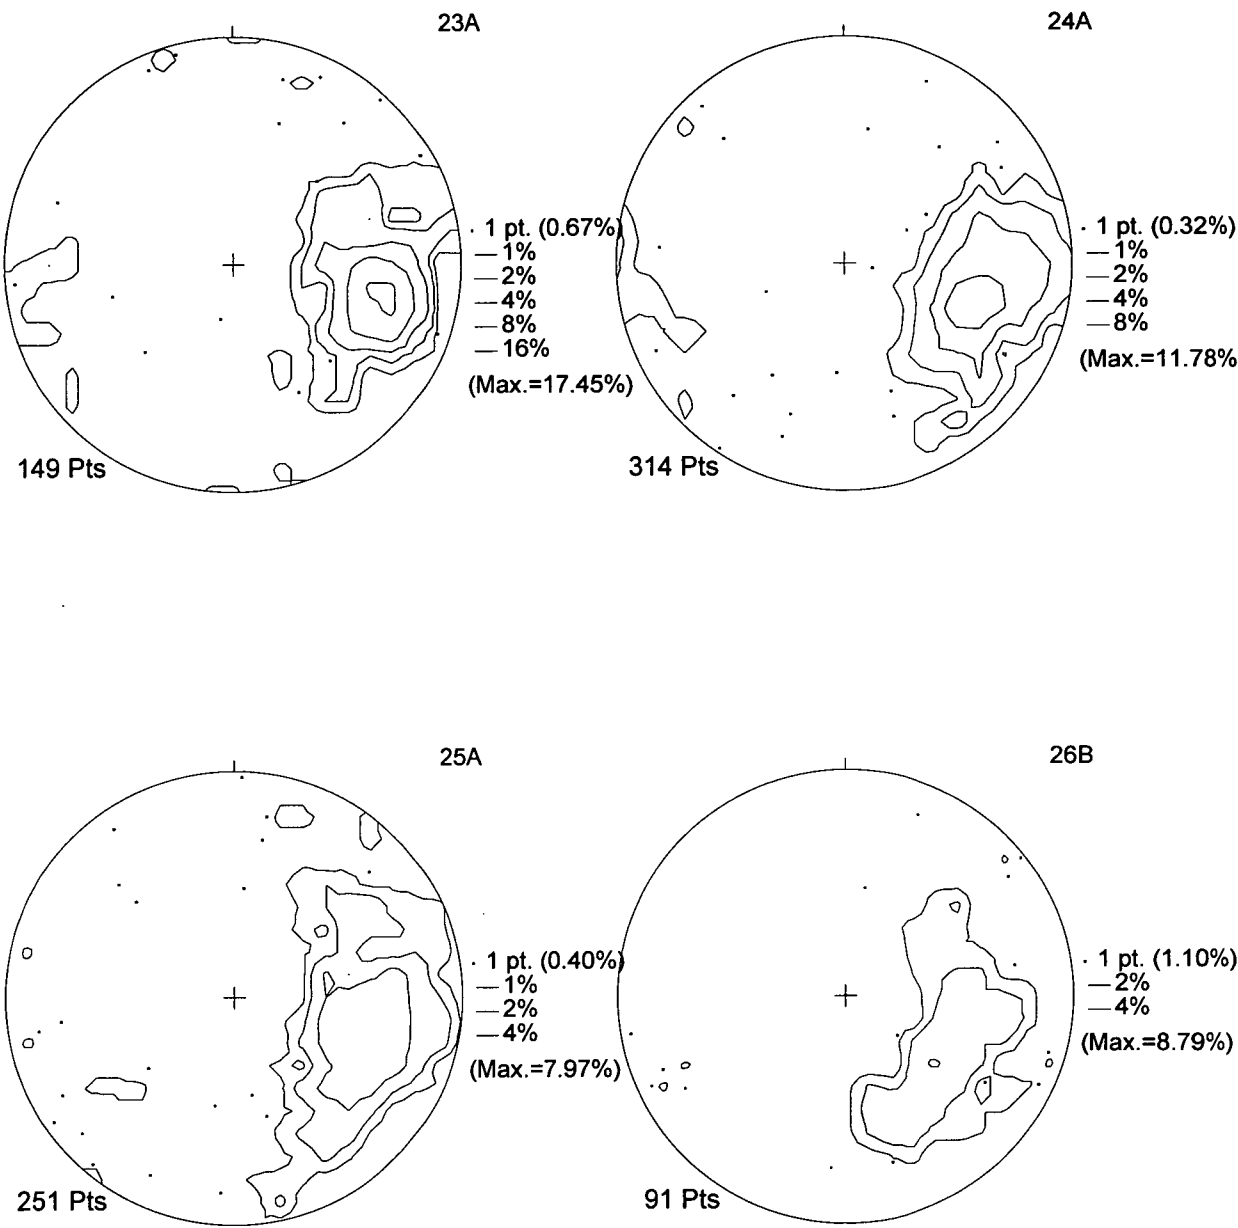 23A
· 1 pt. (0.67%)
— 1%
— 2%
— 4%
— 8%
— 16%
(Max.=17.45%)
149 Pts
24A
· 1 pt. (0.32%)
— 1%
— 2%
— 4%
— 8%
(Max.=11.78%
314 Pts
25A
· 1 pt. (0.40%)
— 1%
— 2%
— 4%
(Max.=7.97%)
251 Pts
26B
· 1 pt. (1.10%)
— 2%
— 4%
(Max.=8.79%)
91 Pts